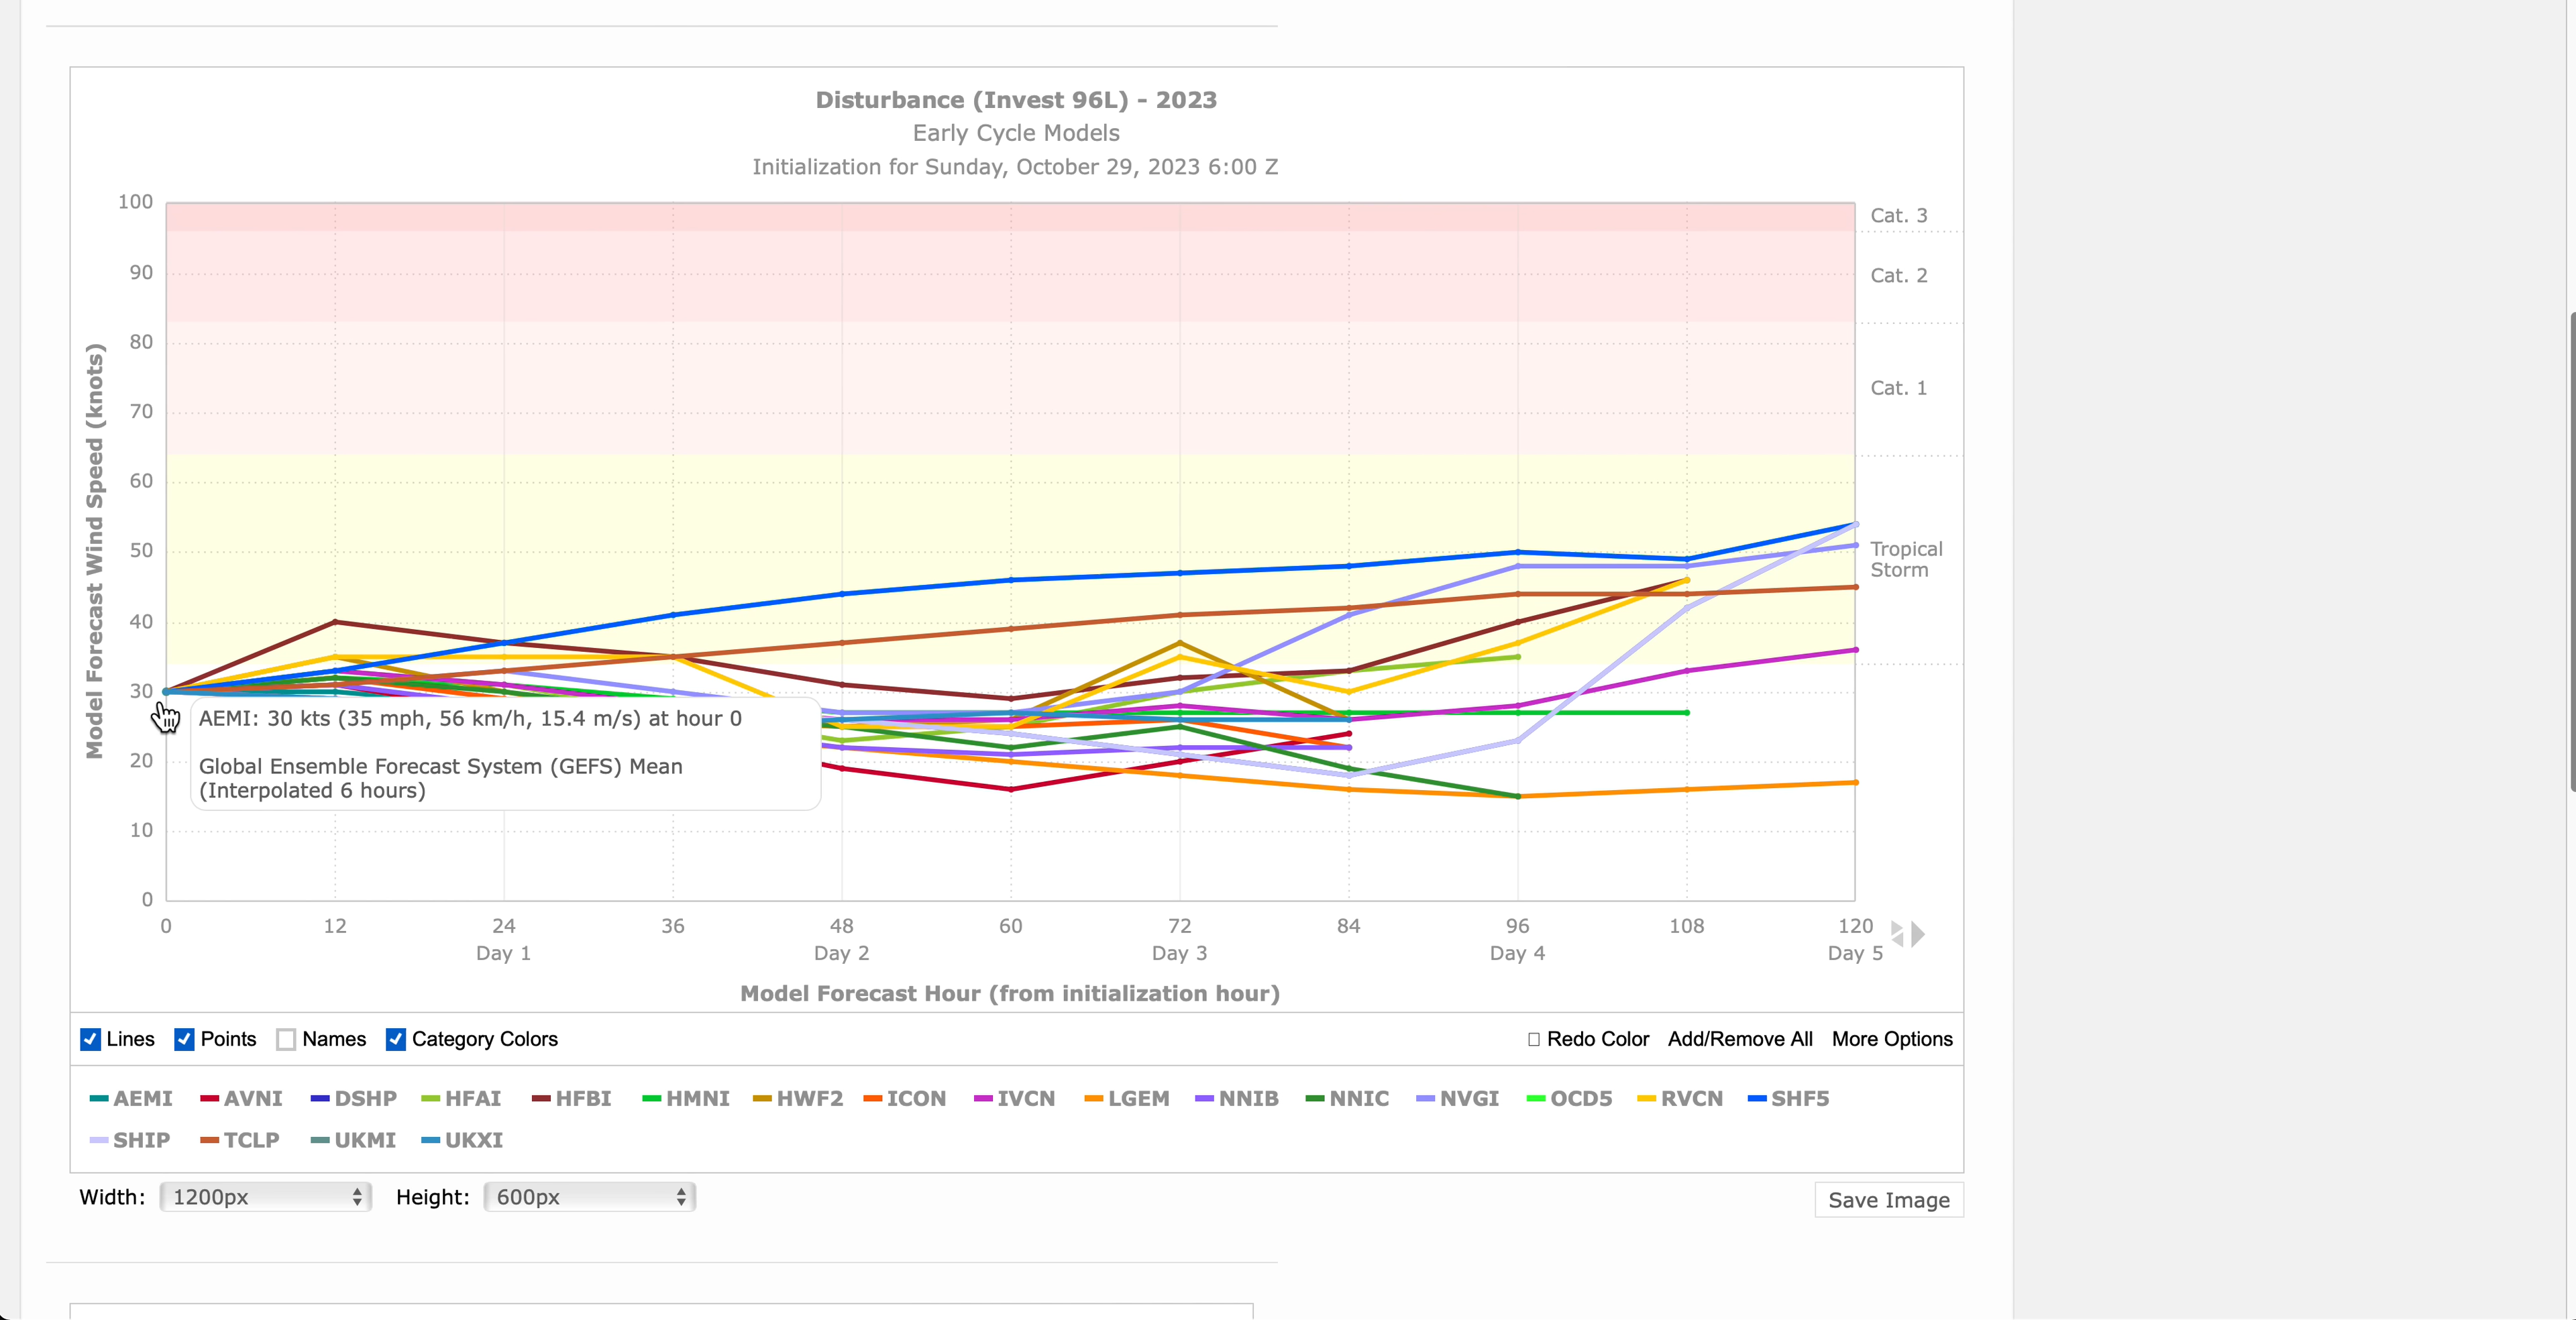 Disturbance (Invest 96L) - 2023
Early Cycle Models
Initialization for Sunday, October 29, 2023 6:00 Z
Model Forecast Wind Speed (knots)
100
90
80
70
60
50
40
30
20
10
0
Cat. 3
Cat. 2
Cat. 1
Tropical
Storm
AEMI: 30 kts (35 mph, 56 km/h, 15.4 m/s) at hour 0
Global Ensemble Forecast System (GEFS) Mean
(Interpolated 6 hours)
0 12 24 36 48 60 72 84 96 108 120
Day 1 Day 2 Day 3 Day 4 Day 5
Model Forecast Hour (from initialization hour)
Lines Points Names Category Colors Redo Color Add/Remove All More Options
AEMI AVNI DSHP HFAI HFBI HMNI HWF2 ICON IVCN LGEM NNIB NNIC NVGI OCD5 RVCN SHF5
SHIP TCLP UKMI UKXI
Width: 1200px Height: 600px Save Image